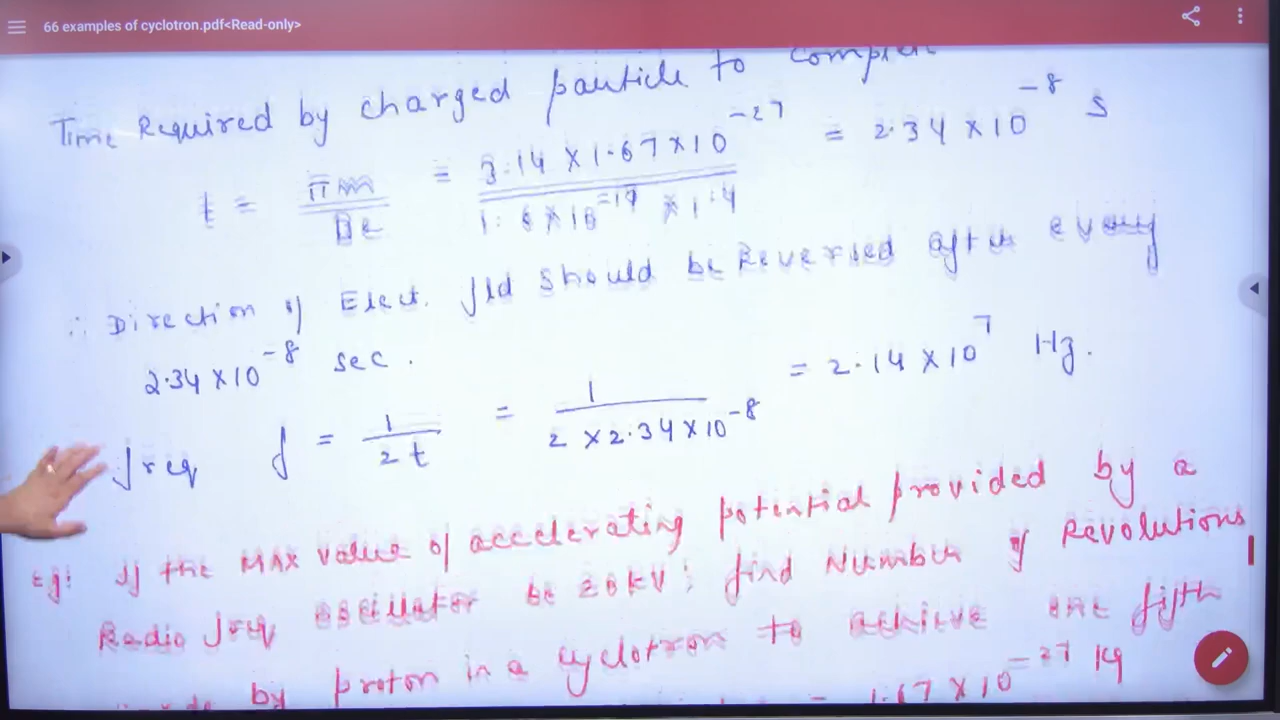 66 examples of cyclotron.pdf<Read-only>
Time Required by charged particle to
t = πm / Be = 3.14 × 1.67 × 10^-27 / 1.6 × 10^-19 × 1.4 = 2.34 × 10^-8 s
∴ Direction of Elect. fld should be Reversed after every
2.34 × 10^-8 sec.
freq f = 1 / 2t = 1 / 2 × 2.34 × 10^-8 = 2.14 × 10^7 Hz.
Eg: If the MAX value of accelerating potential provided by a
Radio freq oscillator be 20 kV; find Number of Revolutions
by proton in a cyclotron to achieve one fifth
= 1.67 × 10^-27 kg